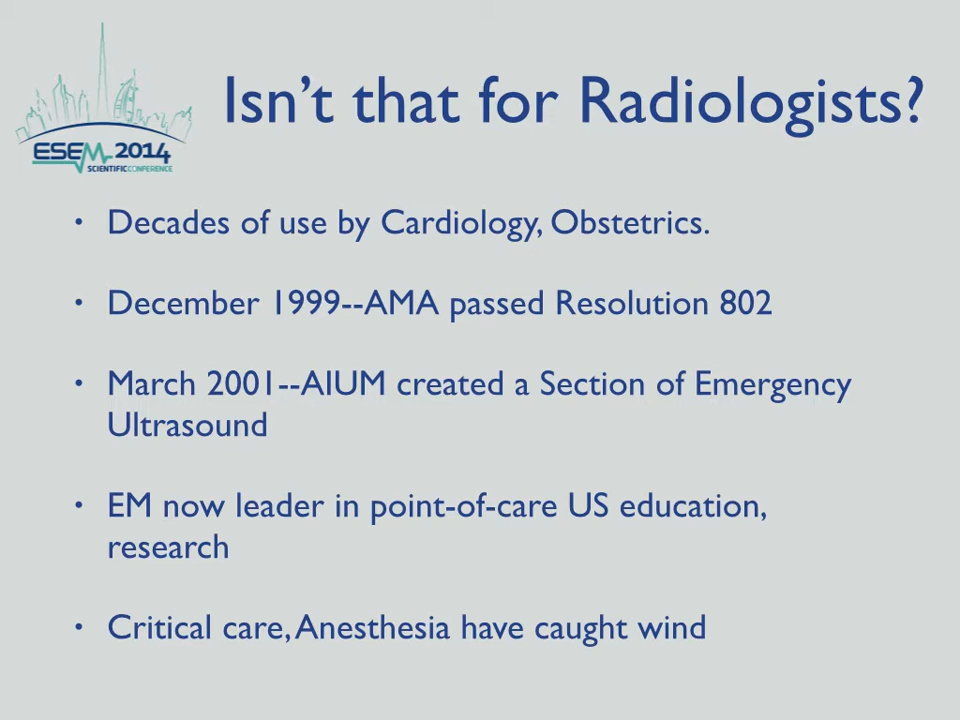 Isn't that for Radiologists?
ESEM 2014
SCIENTIFIC CONFERENCE
• Decades of use by Cardiology, Obstetrics.
• December 1999--AMA passed Resolution 802
• March 2001--AIUM created a Section of Emergency
Ultrasound
• EM now leader in point-of-care US education,
research
• Critical care, Anesthesia have caught wind